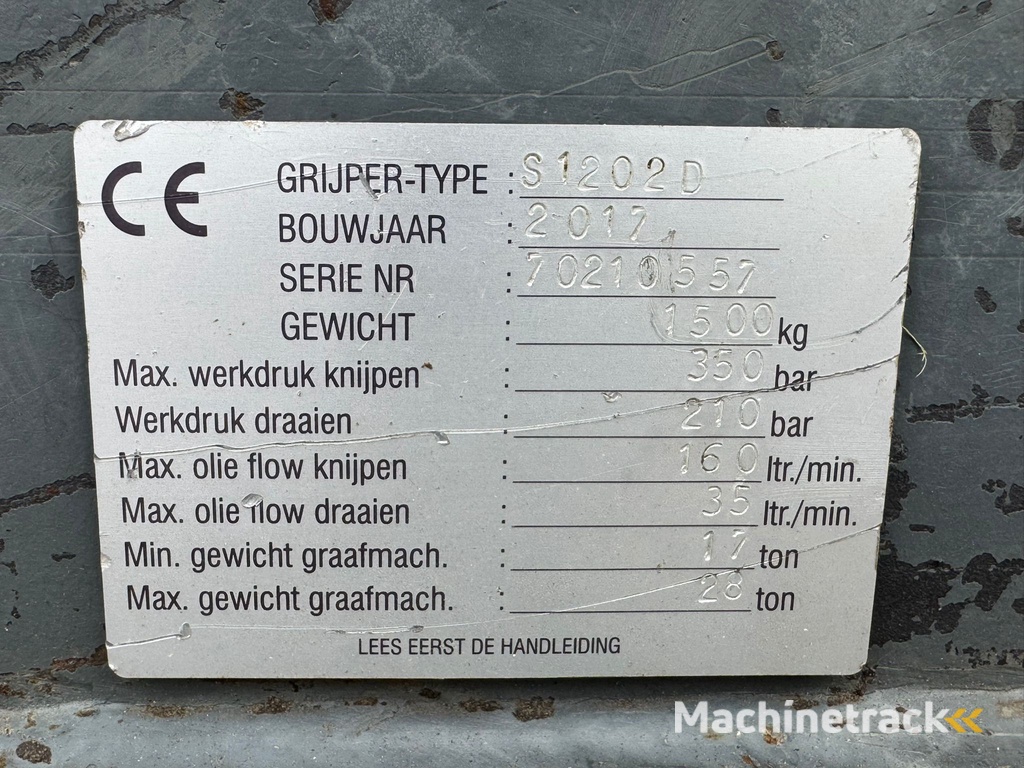 CE GRIJPER-TYPE : S1202D
BOUWJAAR : 2017
SERIE NR : 70210557
GEWICHT : 1500 kg
Max. werkdruk knijpen : 350 bar
Werkdruk draaien : 210 bar
Max. olie flow knijpen : 160 ltr./min.
Max. olie flow draaien : 35 ltr./min.
Min. gewicht graafmach. : 17 ton
Max. gewicht graafmach. : 28 ton
LEES EERST DE HANDLEIDING
Machinetrack